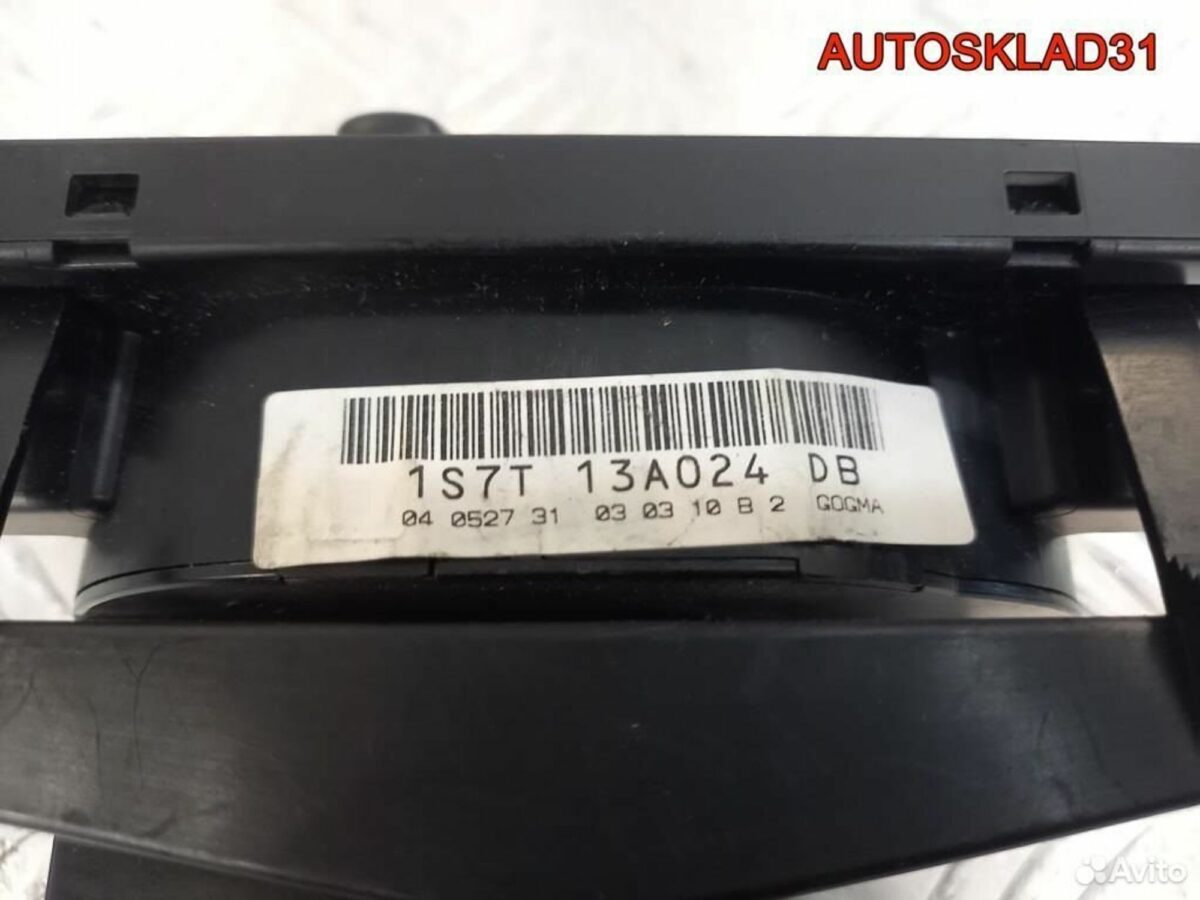 AUTOSKLAD31
1S7T 13A024 DB
04 0527 31 03 03 10 B 2 GOGMA
Avito